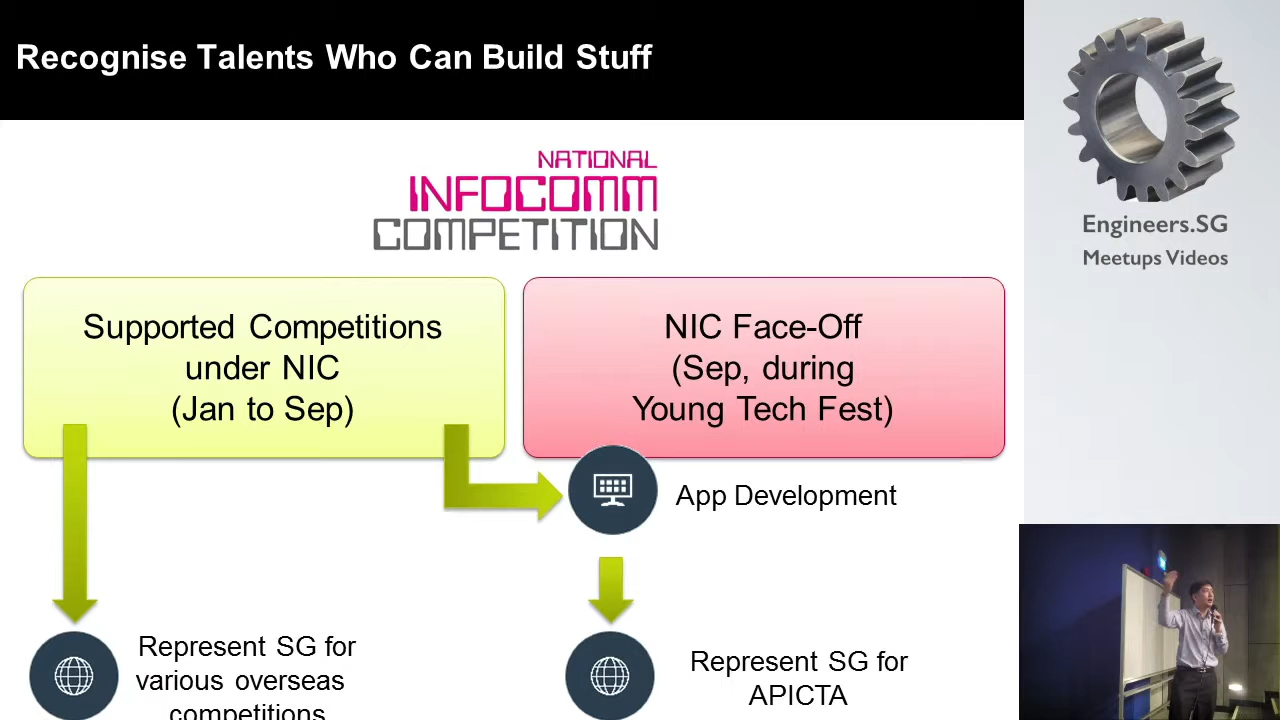 Recognise Talents Who Can Build Stuff
NATIONAL
INFOCOMM
COMPETITION
Supported Competitions
under NIC
(Jan to Sep)
NIC Face-Off
(Sep, during
Young Tech Fest)
App Development
Represent SG for
various overseas
competitions
Represent SG for
APICTA
Engineers.SG
Meetups Videos